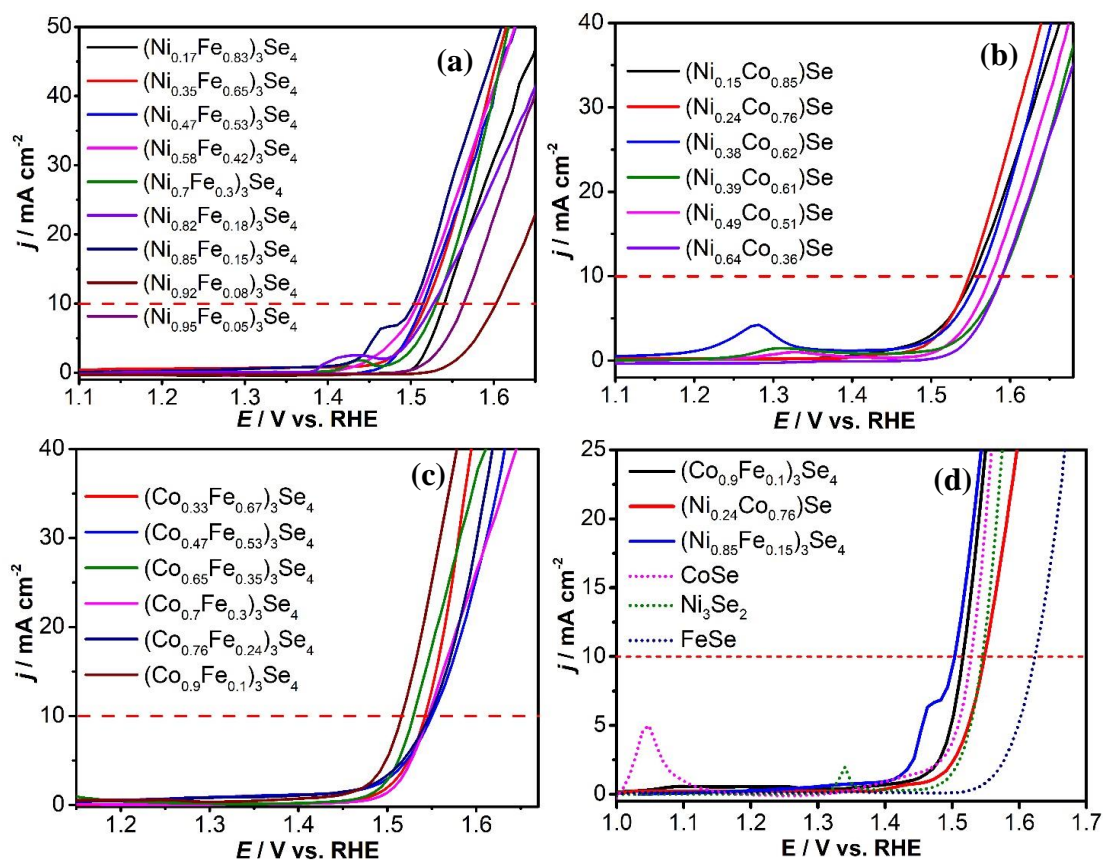 (a)
(Ni0.17Fe0.83)3Se4
(Ni0.35Fe0.65)3Se4
(Ni0.47Fe0.53)3Se4
(Ni0.58Fe0.42)3Se4
(Ni0.7Fe0.3)3Se4
(Ni0.82Fe0.18)3Se4
(Ni0.85Fe0.15)3Se4
(Ni0.92Fe0.08)3Se4
(Ni0.95Fe0.05)3Se4
50
40
30
20
10
0
j / mA cm-2
1.1 1.2 1.3 1.4 1.5 1.6
E / V vs. RHE
(b)
(Ni0.15Co0.85)Se
(Ni0.24Co0.76)Se
(Ni0.38Co0.62)Se
(Ni0.39Co0.61)Se
(Ni0.49Co0.51)Se
(Ni0.64Co0.36)Se
40
30
20
10
0
j / mA cm-2
1.1 1.2 1.3 1.4 1.5 1.6
E / V vs. RHE
(c)
(Co0.33Fe0.67)3Se4
(Co0.47Fe0.53)3Se4
(Co0.65Fe0.35)3Se4
(Co0.7Fe0.3)3Se4
(Co0.76Fe0.24)3Se4
(Co0.9Fe0.1)3Se4
40
30
20
10
0
j / mA cm-2
1.2 1.3 1.4 1.5 1.6
E / V vs. RHE
(d)
(Co0.9Fe0.1)3Se4
(Ni0.24Co0.76)Se
(Ni0.85Fe0.15)3Se4
CoSe
Ni3Se2
FeSe
25
20
15
10
5
0
j / mA cm-2
1.0 1.1 1.2 1.3 1.4 1.5 1.6 1.7
E / V vs. RHE